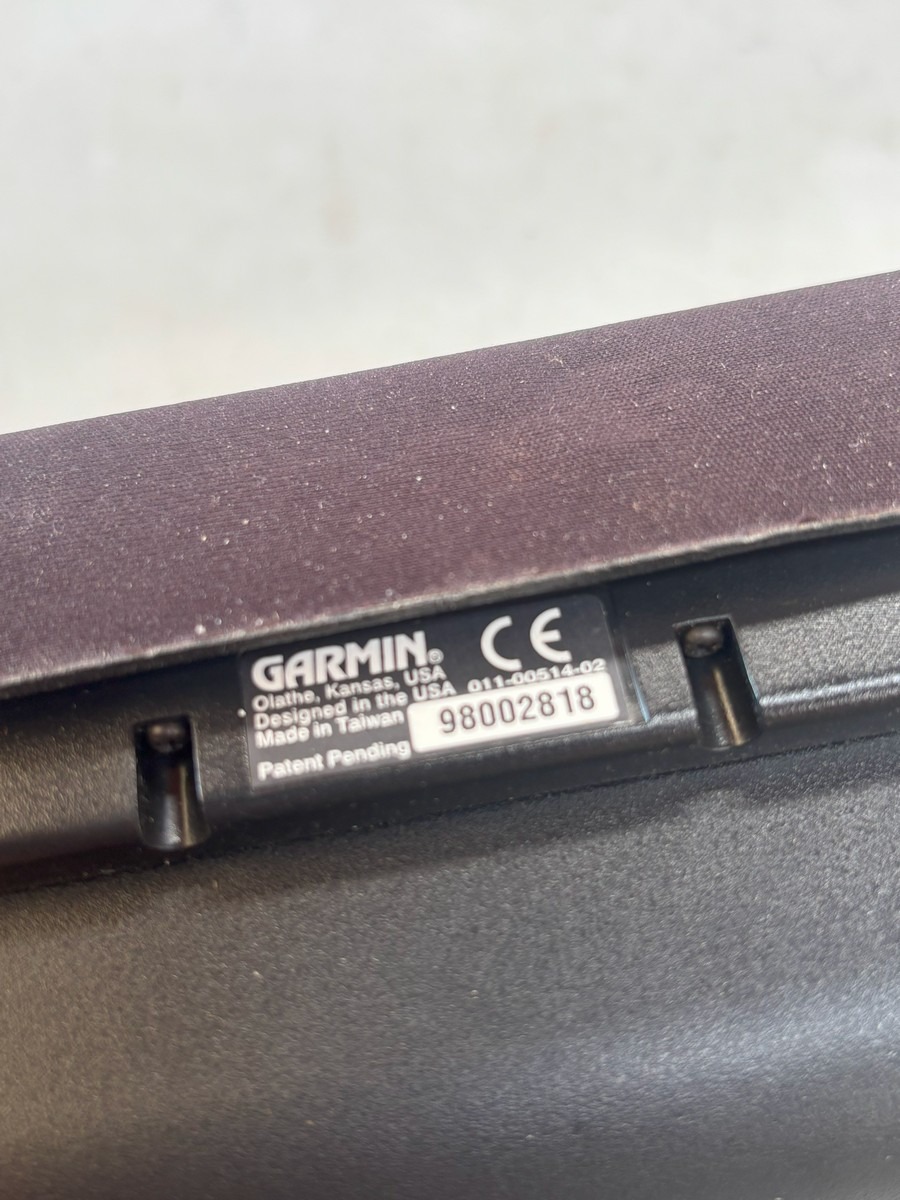 GARMIN® CE
Olathe, Kansas, USA
Designed in the USA 011-00514-02
Made in Taiwan 98002818
Patent Pending